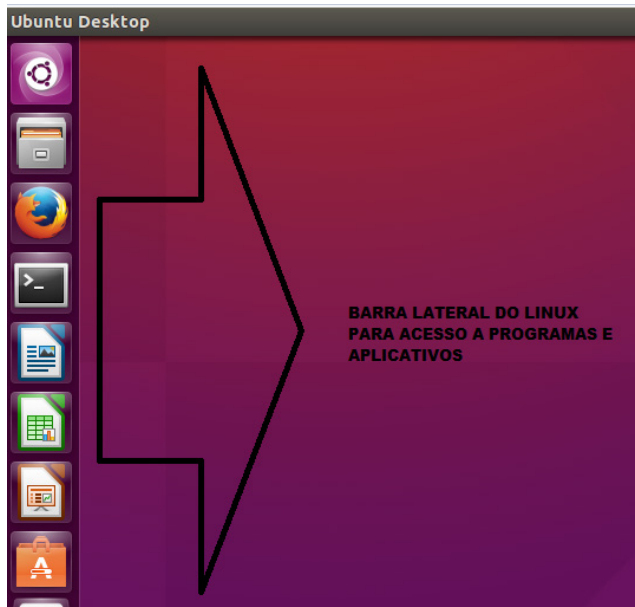 Ubuntu Desktop
BARRA LATERAL DO LINUX
PARA ACESSO A PROGRAMAS E
APLICATIVOS